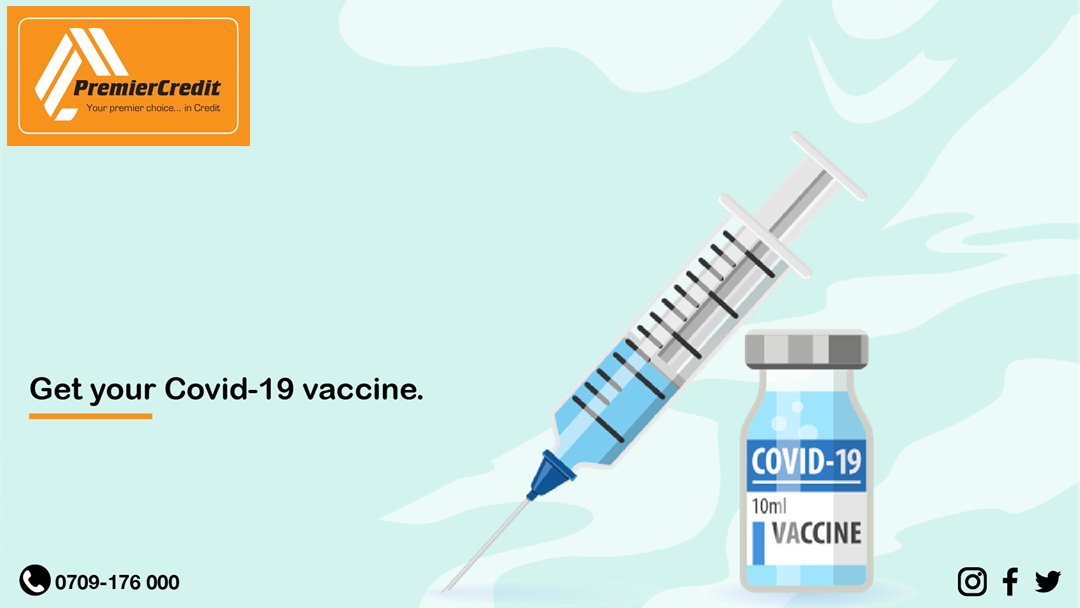 PremierCredit
Your premier choice... in Credit
Get your Covid-19 vaccine.
COVID-19
10ml
VACCINE
0709-176 000